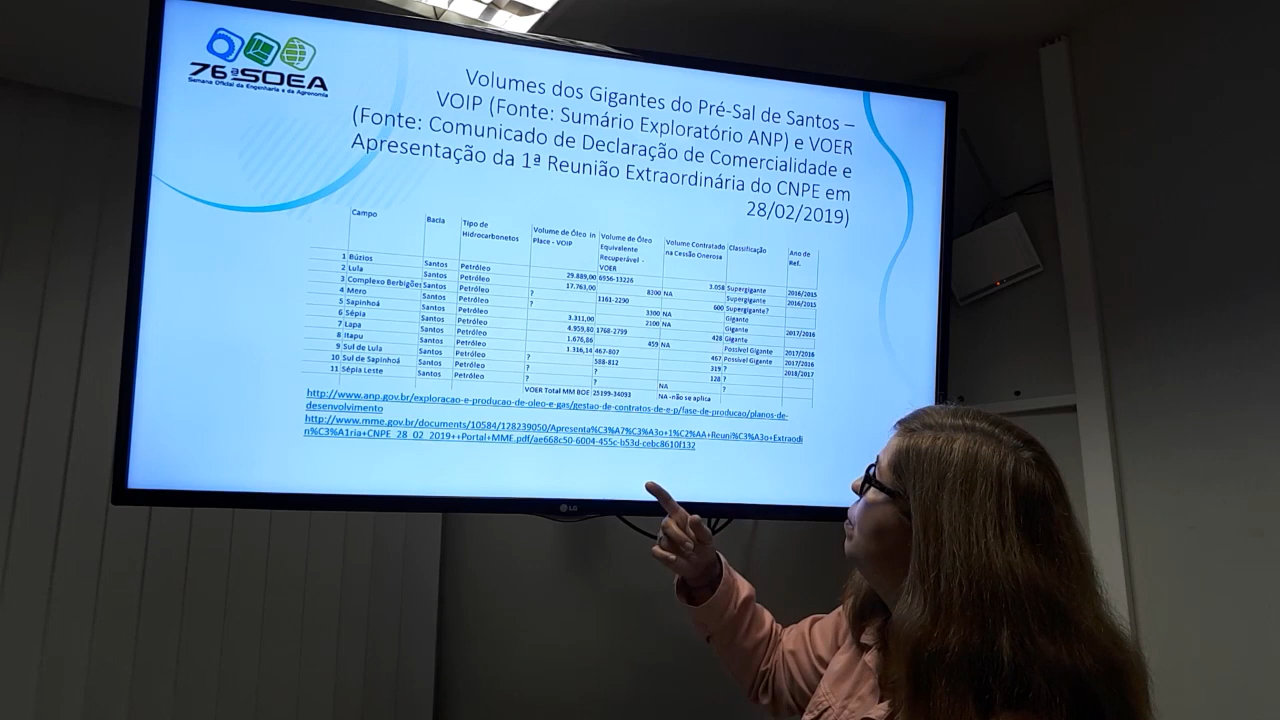 76ªSOEA
Semana Oficial da Engenharia e da Agronomia
Volumes dos Gigantes do Pré-Sal de Santos –
VOIP (Fonte: Sumário Exploratório ANP) e VOER
(Fonte: Comunicado de Declaração de Comercialidade e
Apresentação da 1ª Reunião Extraordinária do CNPE em
28/02/2019)
Campo Bacia Tipo de Hidrocarbonetos Volume de Óleo in Place - VOIP Volume de Óleo Equivalente Recuperável - VOER Volume Contratado na Cessão Onerosa Classificação Ano de Ref.
1 Búzios Santos Petróleo 29.889,00 6956-13226 3.058 Supergigante 2016/2015
2 Lula Santos Petróleo 17.763,00 8300 NA Supergigante 2016/2015
3 Complexo Berbigões Santos Petróleo ? 1161-2290 600 Supergigante?
4 Mero Santos Petróleo ? 3300 NA Gigante
5 Sapinhoá Santos Petróleo 3.311,00 2100 NA Gigante 2017/2016
6 Sépia Santos Petróleo 4.959,80 1768-2799 428 Gigante
7 Lapa Santos Petróleo 1.676,86 459 NA Possível Gigante 2017/2016
8 Itapu Santos Petróleo 1.316,14 467-807 467 Possível Gigante 2017/2016
9 Sul de Lula Santos Petróleo ? 588-812 319 ? 2018/2017
10 Sul de Sapinhoá Santos Petróleo ? ? 128 ?
11 Sépia Leste Santos Petróleo ? ? NA ?
VOER Total MM BOE 25199-34093 NA -não se aplica
http://www.anp.gov.br/exploracao-e-producao-de-oleo-e-gas/gestao-de-contratos-de-e-p/fase-de-producao/planos-de-
desenvolvimento
http://www.mme.gov.br/documents/10584/128239050/Apresenta%C3%A7%C3%A3o+1%C2%AA+Reuni%C3%A3o+Extraodi
n%C3%A1ria+CNPE_28_02_2019++Portal+MME.pdf/ae668c50-6004-455c-b53d-cebc8610f132
LG